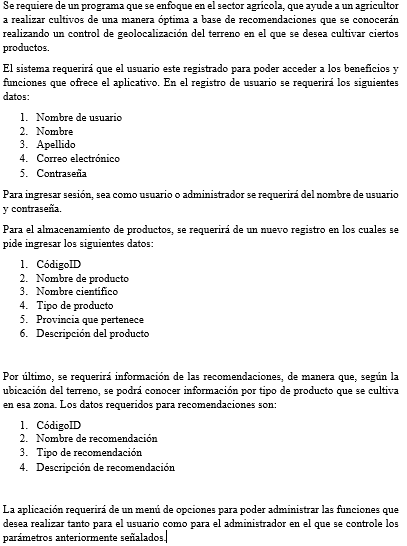 Se requiere de un programa que se enfoque en el sector agrícola, que ayude a un agricultor
a realizar cultivos de una manera óptima a base de recomendaciones que se conocerán
realizando un control de geolocalización del terreno en el que se desea cultivar ciertos
productos.
El sistema requerirá que el usuario este registrado para poder acceder a los beneficios y
funciones que ofrece el aplicativo. En el registro de usuario se requerirá los siguientes
datos:
1. Nombre de usuario
2. Nombre
3. Apellido
4. Correo electrónico
5. Contraseña
Para ingresar sesión, sea como usuario o administrador se requerirá del nombre de usuario
y contraseña.
Para el almacenamiento de productos, se requerirá de un nuevo registro en los cuales se
pide ingresar los siguientes datos:
1. CódigoID
2. Nombre de producto
3. Nombre científico
4. Tipo de producto
5. Provincia que pertenece
6. Descripción del producto
Por último, se requerirá información de las recomendaciones, de manera que, según la
ubicación del terreno, se podrá conocer información por tipo de producto que se cultiva
en esa zona. Los datos requeridos para recomendaciones son:
1. CódigoID
2. Nombre de recomendación
3. Tipo de recomendación
4. Descripción de recomendación
La aplicación requerirá de un menú de opciones para poder administrar las funciones que
desea realizar tanto para el usuario como para el administrador en el que se controle los
parámetros anteriormente señalados.